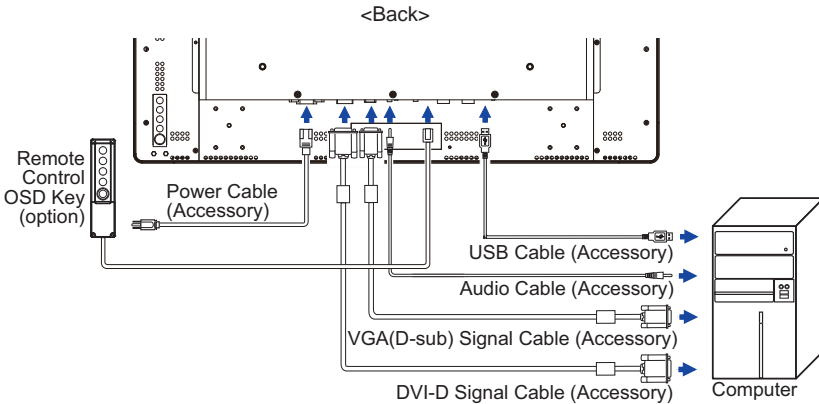 <Back>
Remote
Control
OSD Key
(option)
Power Cable
(Accessory)
USB Cable (Accessory)
Audio Cable (Accessory)
VGA(D-sub) Signal Cable (Accessory)
DVI-D Signal Cable (Accessory)
Computer